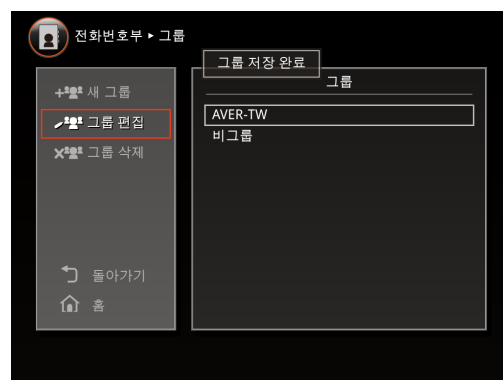 전화번호부 ▸ 그룹
그룹 저장 완료
그룹
새 그룹
그룹 편집
그룹 삭제
돌아가기
홈
AVER-TW
비그룹